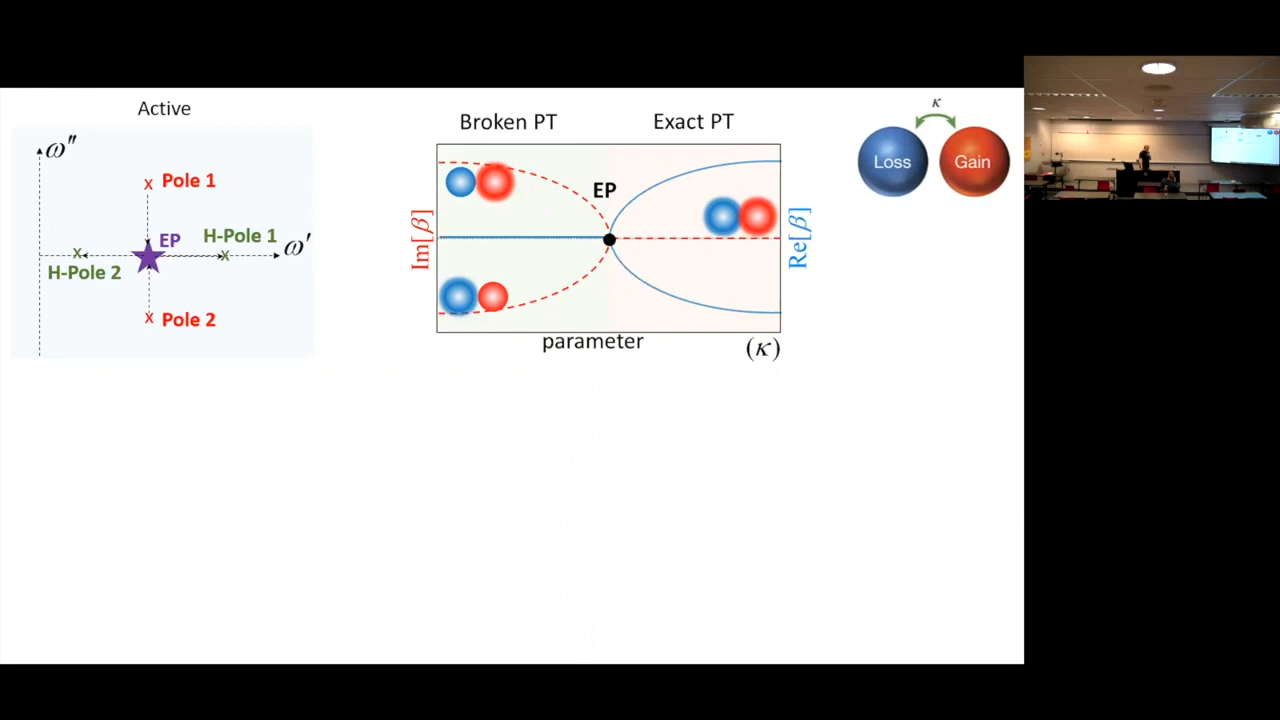 Active
ω″
× Pole 1
EP
H-Pole 1
ω′
H-Pole 2
× Pole 2
Broken PT
Exact PT
EP
Im[β]
Re[β]
parameter
(κ)
κ
Loss
Gain